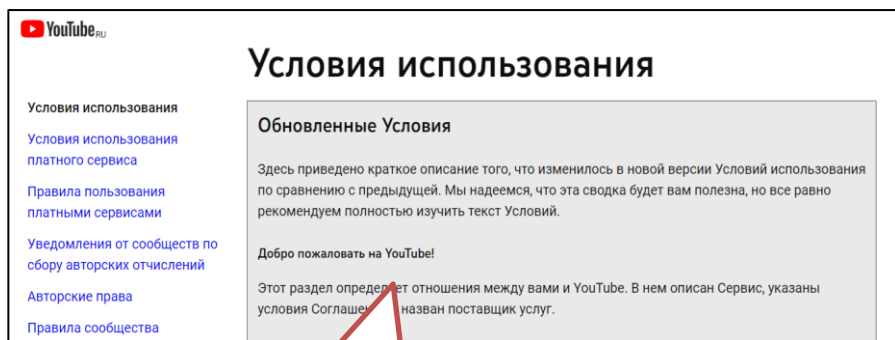 YouTube RU
Условия использования
Условия использования
Условия использования
платного сервиса
Правила пользования
платными сервисами
Уведомления от сообществ по
сбору авторских отчислений
Авторские права
Правила сообщества
Обновленные Условия
Здесь приведено краткое описание того, что изменилось в новой версии Условий использования
по сравнению с предыдущей. Мы надеемся, что эта сводка будет вам полезна, но все равно
рекомендуем полностью изучить текст Условий.
Добро пожаловать на YouTube!
Этот раздел определяет отношения между вами и YouTube. В нем описан Сервис, указаны
условия назван поставщик услуг.